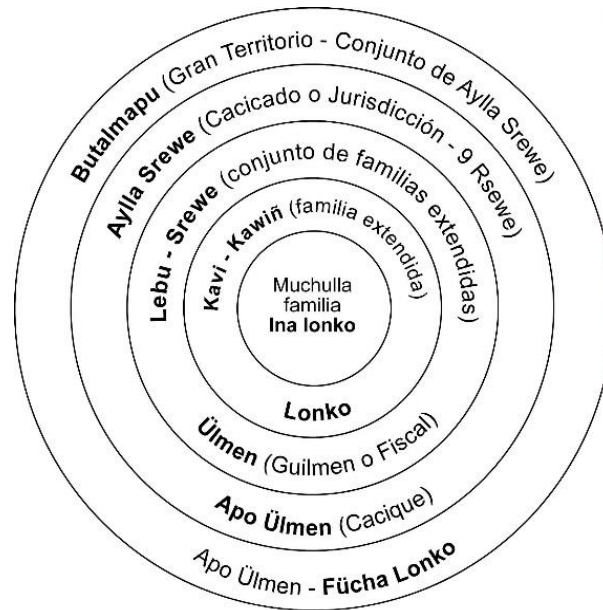 Butalmapu (Gran Territorio - Conjunto de Aylla Srewe)
Aylla Srewe (Cacicado o Jurisdicción - 9 Rsewe)
Lebu - Srewe (conjunto de familias extendidas)
Kavi - Kawiñ (familia extendida)
Muchulla
familia
Ina lonko
Lonko
Ülmen (Guilmen o Fiscal)
Apo Ülmen (Cacique)
Apo Ülmen - Fücha Lonko